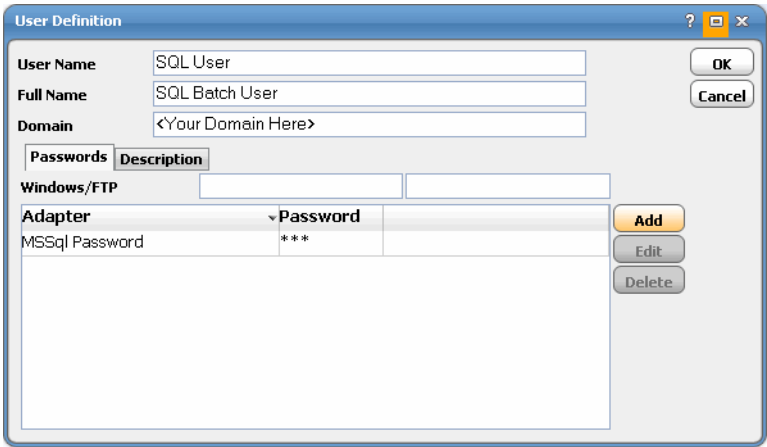 User Definition ?
User Name SQL User OK
Full Name SQL Batch User Cancel
Domain <Your Domain Here>
Passwords Description
Windows/FTP
Adapter Password Add
MSSql Password *** Edit
Delete